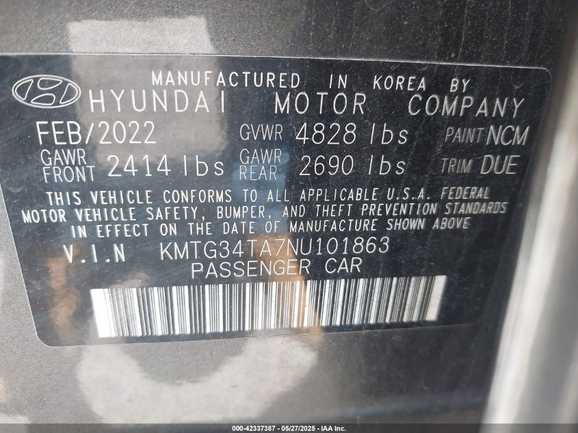 MANUFACTURED IN KOREA BY
HYUNDAI MOTOR COMPANY
FEB/2022 GVWR 4828 lbs PAINT NCM
GAWR FRONT 2414 lbs GAWR REAR 2690 lbs TRIM DUE
THIS VEHICLE CONFORMS TO ALL APPLICABLE U.S.A. FEDERAL
MOTOR VEHICLE SAFETY, BUMPER, AND THEFT PREVENTION STANDARDS
IN EFFECT ON THE DATE OF MANUFACTURE SHOWN ABOVE.
V.I.N KMTG34TA7NU101863
PASSENGER CAR
000-42337387 - 05/27/2025 - IAA Inc.